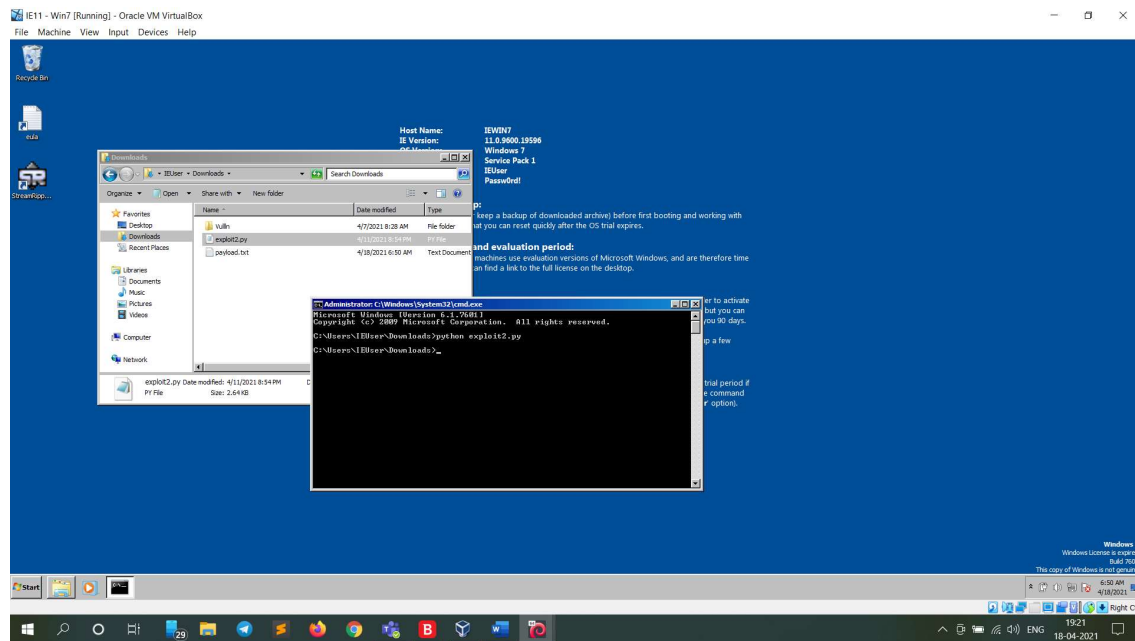 IE11 - Win7 [Running] - Oracle VM VirtualBox
File Machine View Input Devices Help
Recycle Bin
eula
StreamRipp...
Host Name: IEWIN7
IE Version: 11.0.9600.19596
Windows 7
Service Pack 1
IEUser
Passw0rd!
p:
keep a backup of downloaded archive) before first booting and working with
hat you can reset quickly after the OS trial expires.
and evaluation period:
machines use evaluation versions of Microsoft Windows, and are therefore time
can find a link to the full license on the desktop.
er to activate
but you can
you 90 days.
up a few
trial period if
e command
r option).
Downloads
IEUser Downloads
Search Downloads
Organize Open Share with New folder
Name Date modified Type
Favorites
Desktop
Downloads
Recent Places
Libraries
Documents
Music
Pictures
Videos
Computer
Network
Vulln 4/7/2021 8:28 AM File folder
exploit2.py 4/11/2021 8:54 PM PY File
payload.txt 4/18/2021 6:50 AM Text Document
exploit2.py Date modified: 4/11/2021 8:54 PM
PY File Size: 2.64 KB
Administrator: C:\Windows\System32\cmd.exe
Microsoft Windows [Version 6.1.7601]
Copyright (c) 2009 Microsoft Corporation. All rights reserved.
C:\Users\IEUser\Downloads>python exploit2.py
C:\Users\IEUser\Downloads>_
Windows
Windows License is expire
Build 760
This copy of Windows is not genuin
Start
6:50 AM
4/18/2021
Right C
29
ENG
19:21
18-04-2021